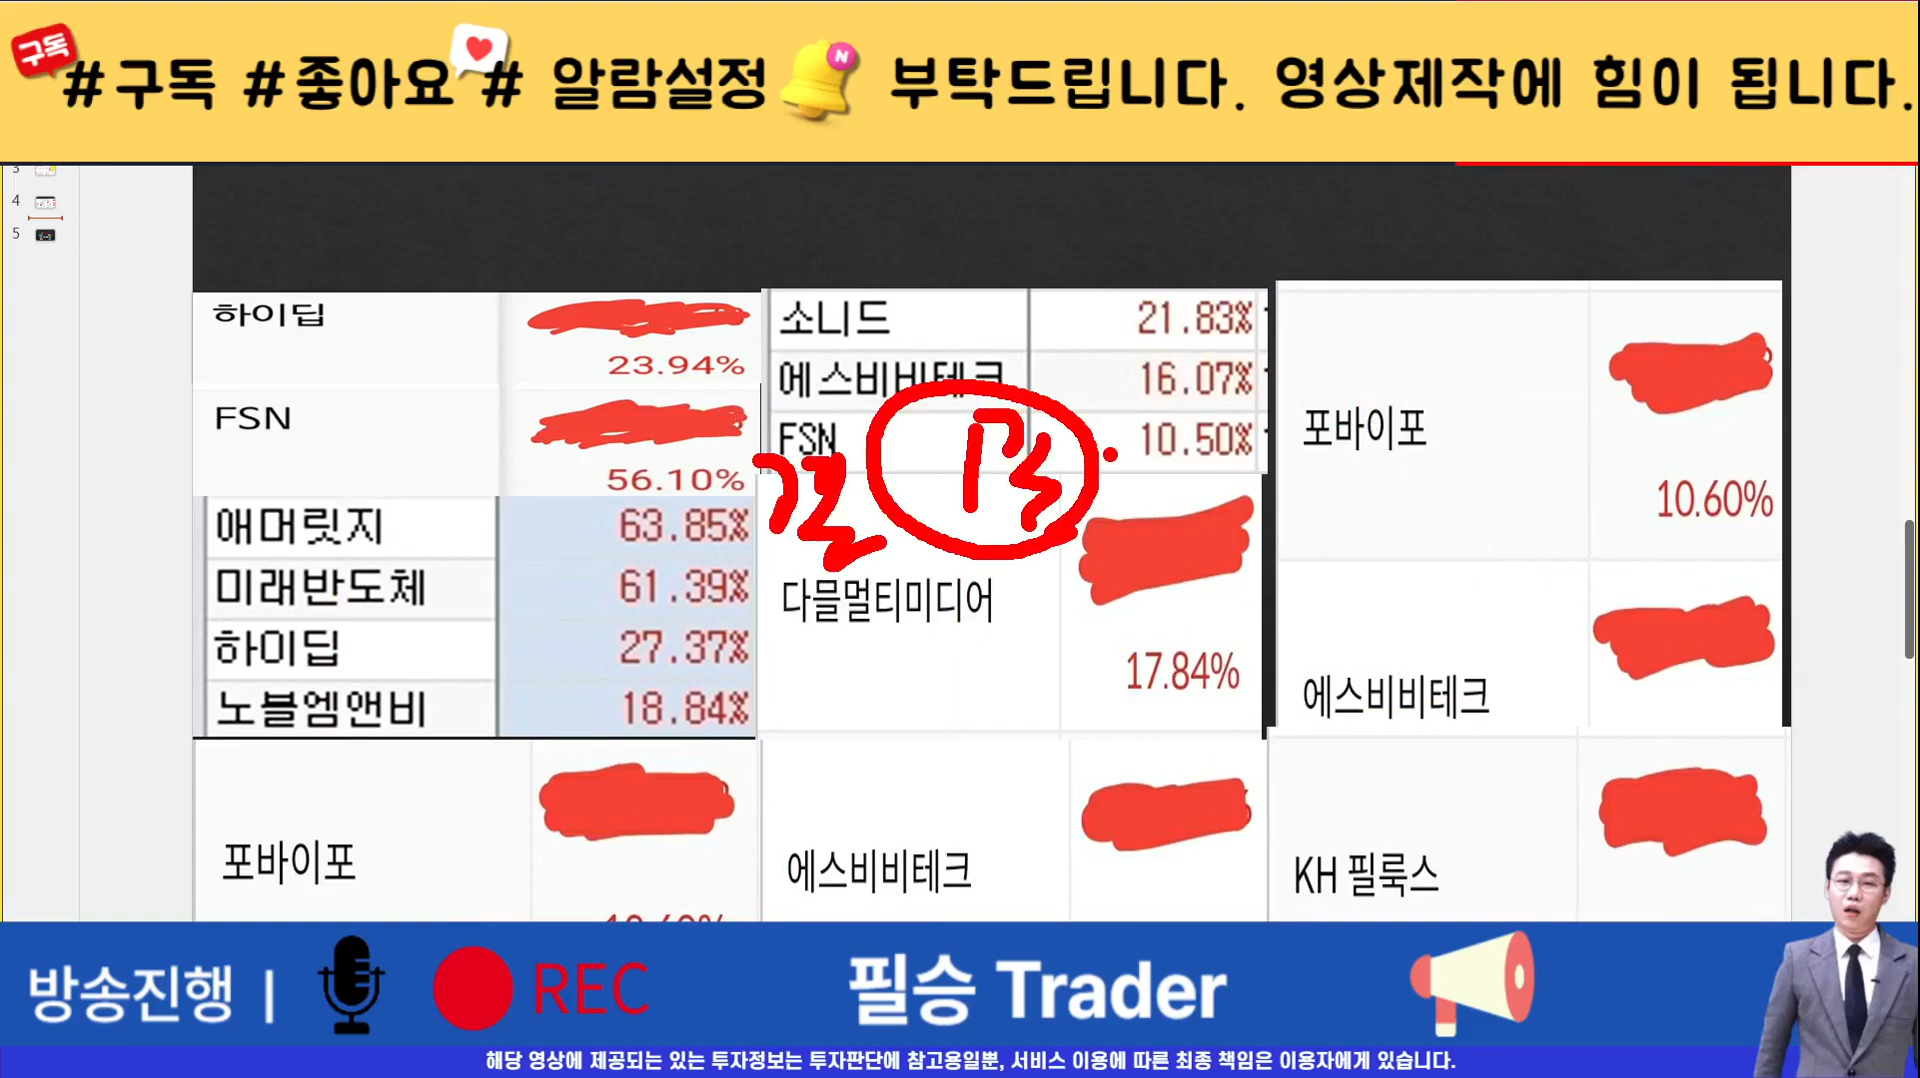 구독
#구독 #좋아요 # 알람설정 N 부탁드립니다. 영상제작에 힘이 됩니다.
3
4
5
하이딥
23.94%
FSN
56.10%
애머릿지 63.85%
미래반도체 61.39%
하이딥 27.37%
노블엠앤비 18.84%
소니드 21.83%
에스비비테크 16.07%
FSN 10.50%
다믈멀티미디어
17.84%
포바이포
10.60%
에스비비테크
포바이포
에스비비테크
KH 필룩스
방송진행 | REC 필승 Trader
해당 영상에 제공되는 있는 투자정보는 투자판단에 참고용일뿐, 서비스 이용에 따른 최종 책임은 이용자에게 있습니다.